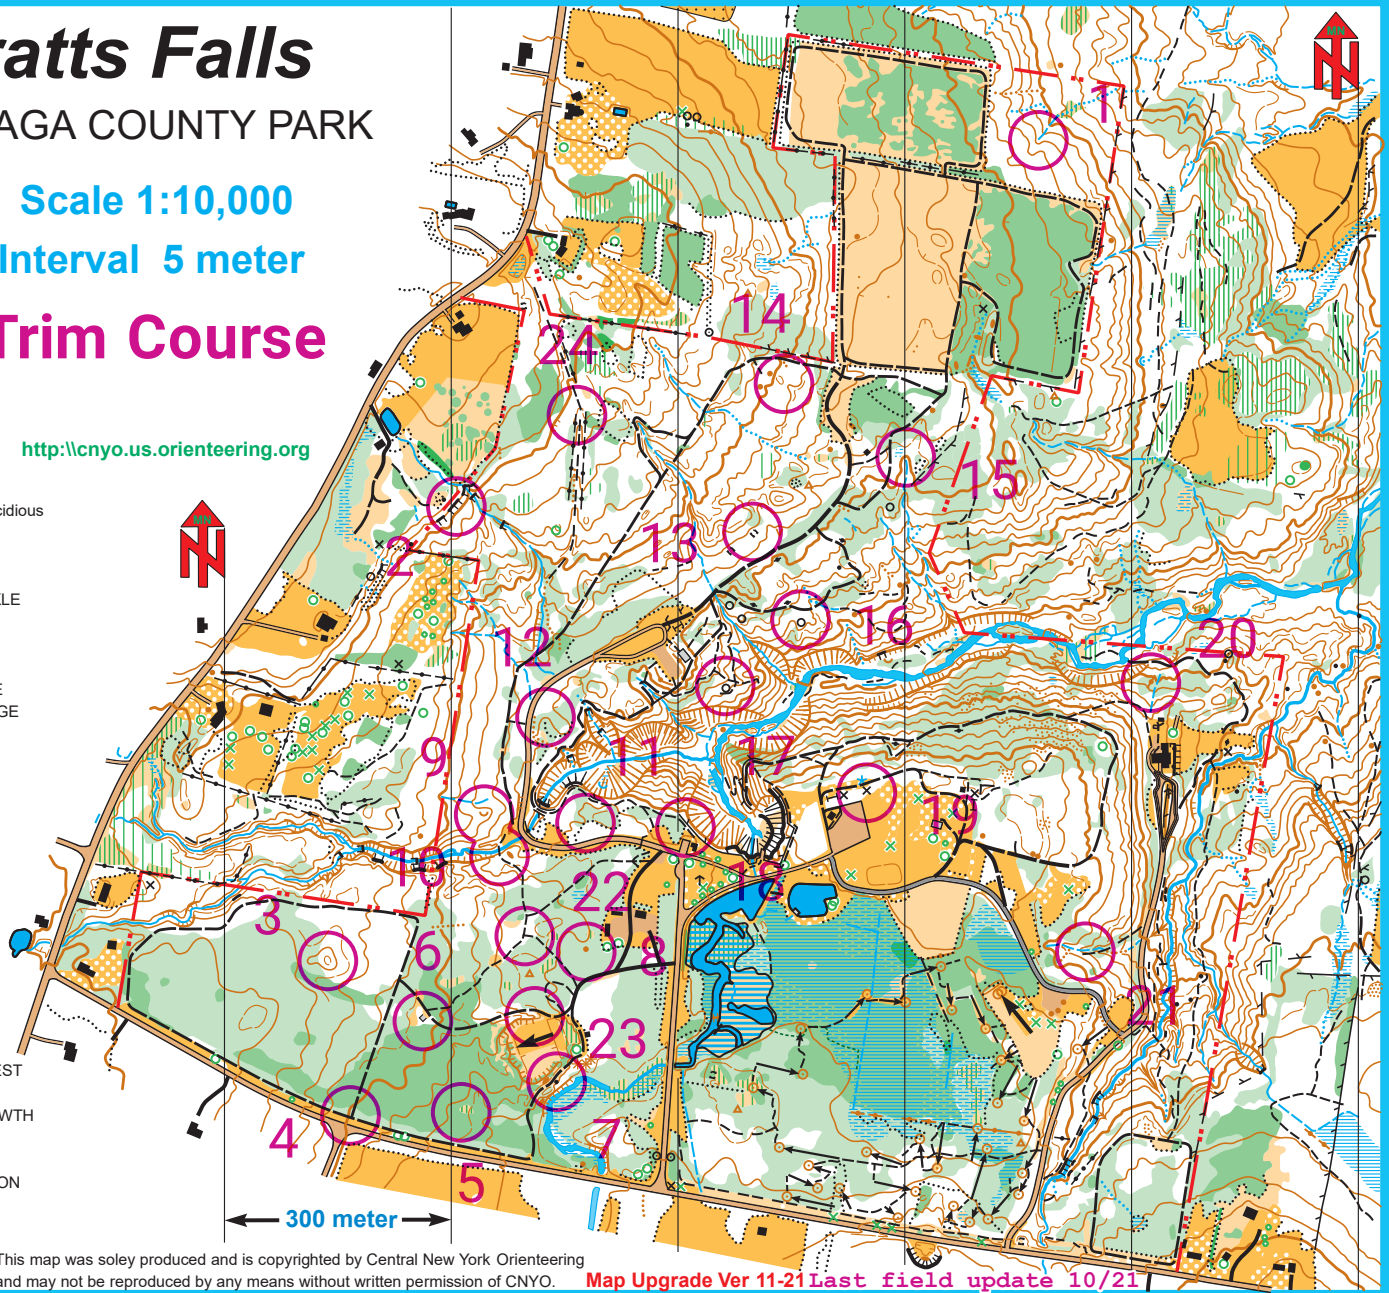 ratts Falls
AGA COUNTY PARK
Scale 1:10,000
Interval 5 meter
Trim Course
http:\\cnyo.us.orienteering.org
cidious
KLE
E
GE
EST
WTH
ON
MN
MN
1
14
24
15
13
2
16
20
12
9
11
17
19
10
18
22
3
6
8
21
23
4
7
5
300 meter
This map was soley produced and is copyrighted by Central New York Orienteering
and may not be reproduced by any means without written permission of CNYO.
Map Upgrade Ver 11-21 Last field update 10/21